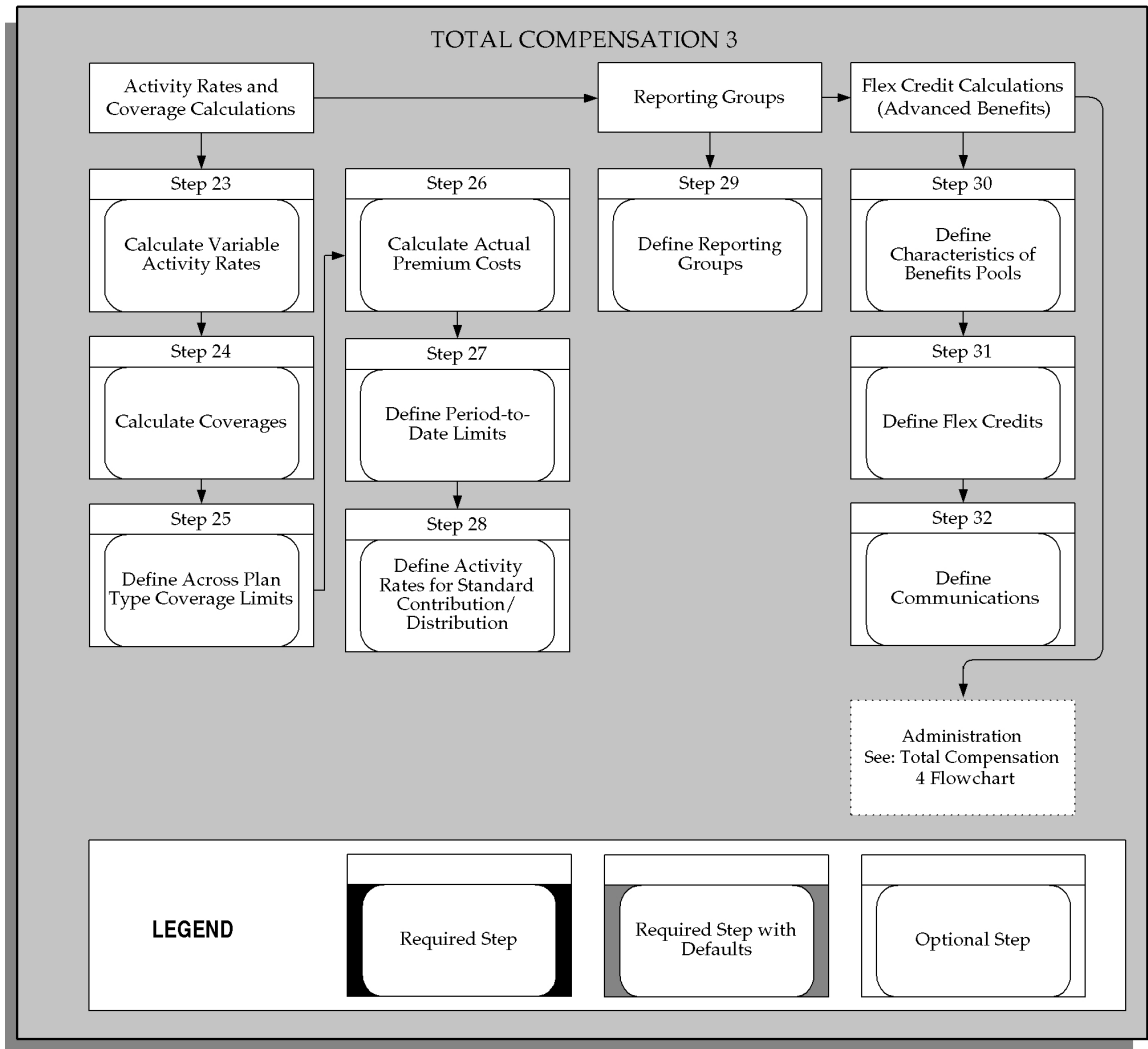 TOTAL COMPENSATION 3
Activity Rates and
Coverage Calculations
Reporting Groups
Flex Credit Calculations
(Advanced Benefits)
Step 23
Calculate Variable
Activity Rates
Step 24
Calculate Coverages
Step 25
Define Across Plan
Type Coverage Limits
Step 26
Calculate Actual
Premium Costs
Step 27
Define Period-to-
Date Limits
Step 28
Define Activity
Rates for Standard
Contribution/
Distribution
Step 29
Define Reporting
Groups
Step 30
Define
Characteristics of
Benefits Pools
Step 31
Define Flex Credits
Step 32
Define
Communications
Administration
See: Total Compensation
4 Flowchart
LEGEND
Required Step
Required Step with
Defaults
Optional Step